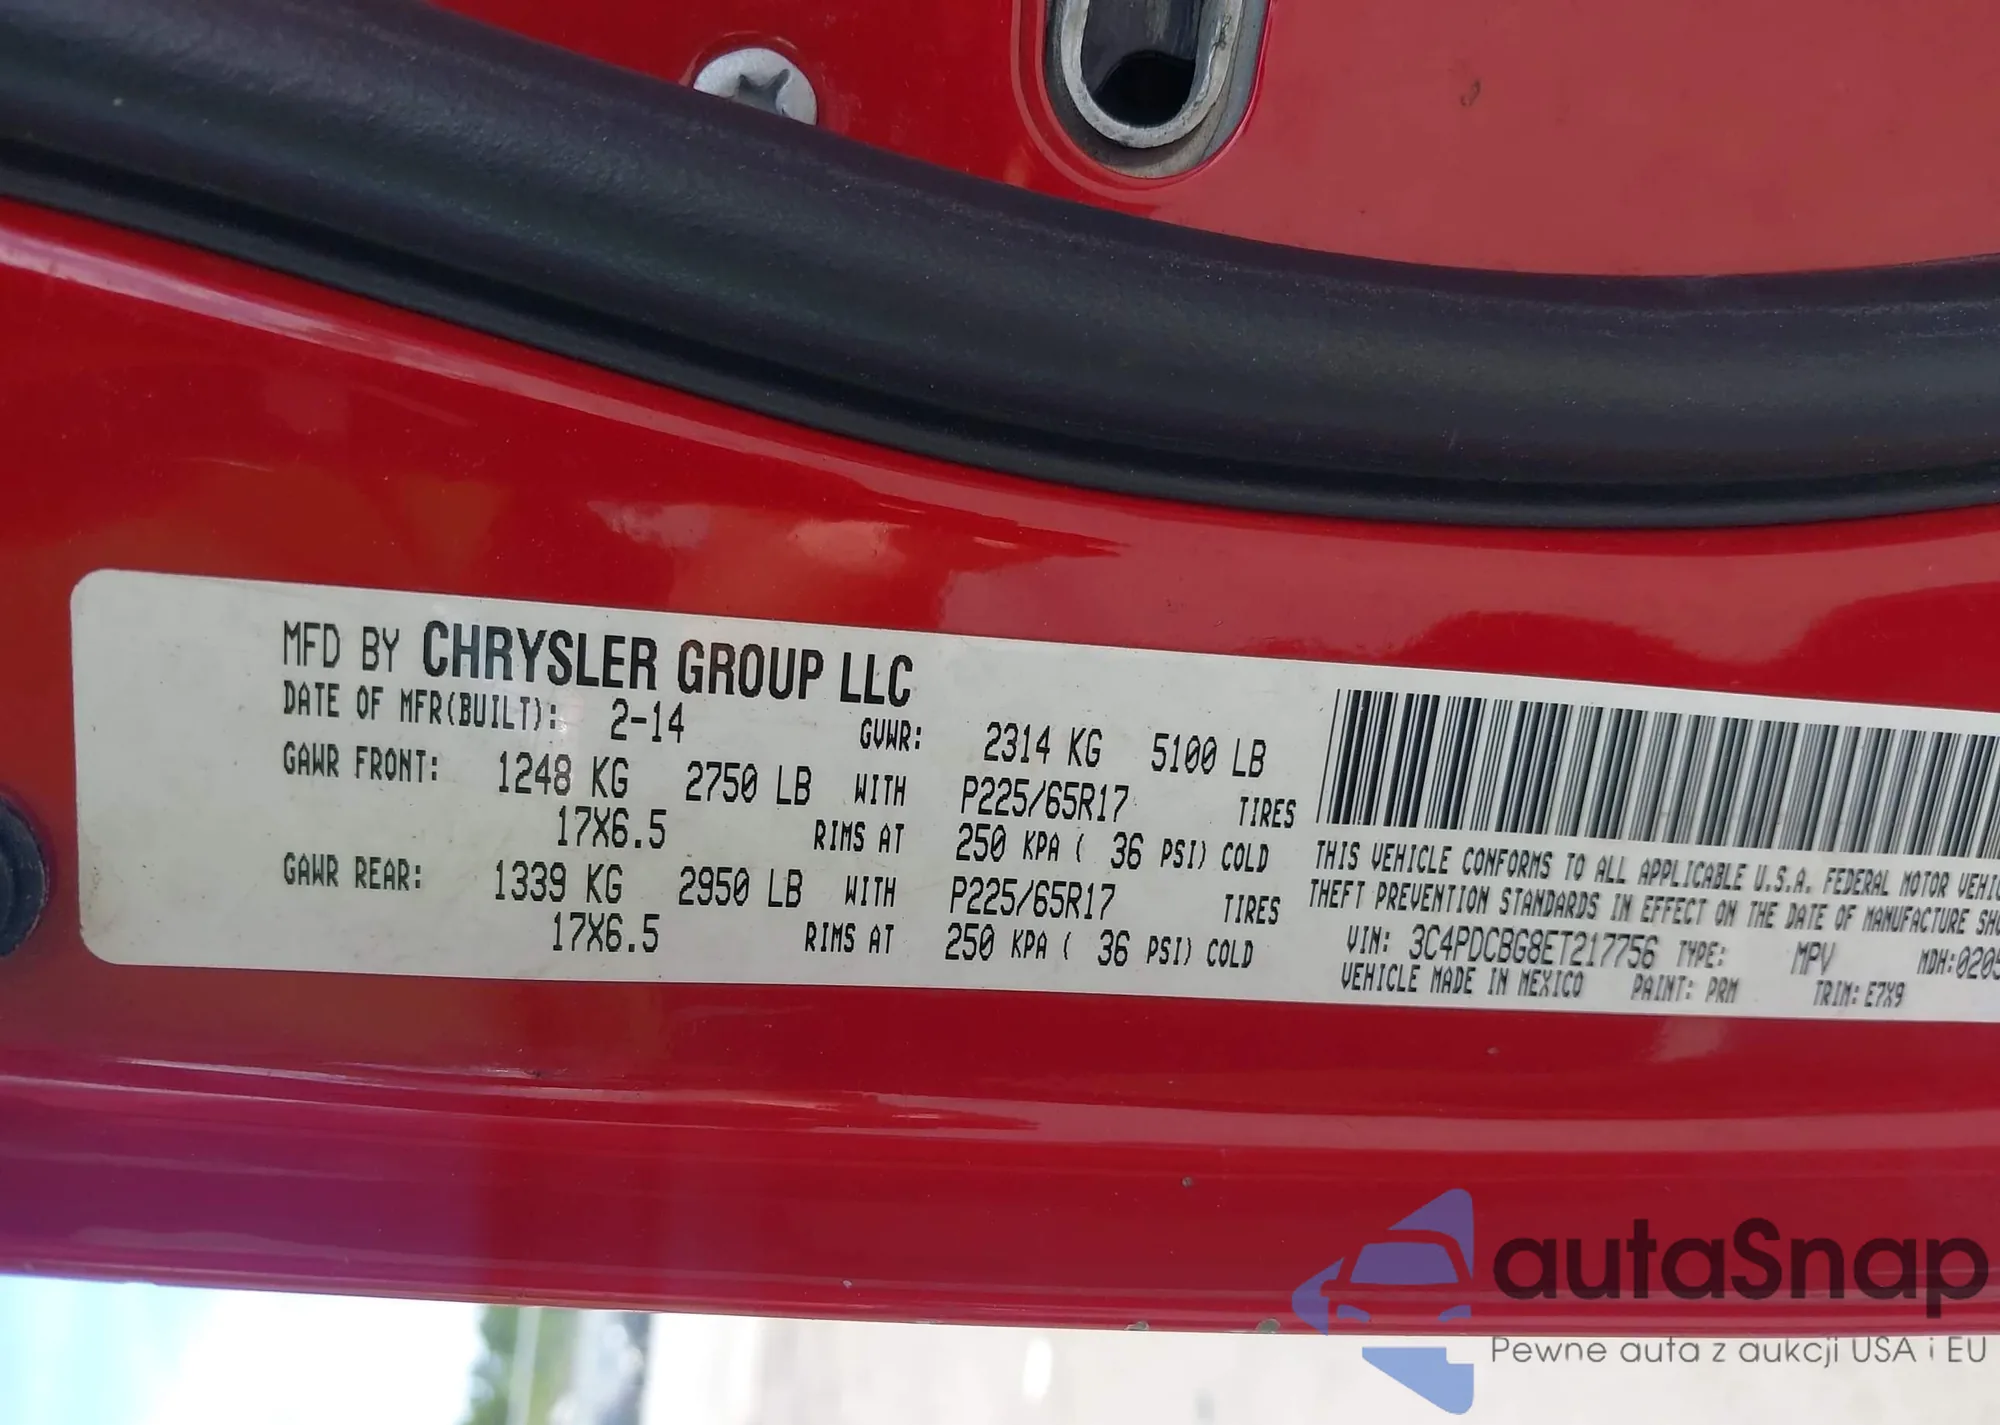 MFD BY CHRYSLER GROUP LLC
DATE OF MFR(BUILT): 2-14 GVWR: 2314 KG 5100 LB
GAWR FRONT: 1248 KG 2750 LB WITH P225/65R17 TIRES
17X6.5 RIMS AT 250 KPA ( 36 PSI) COLD
GAWR REAR: 1339 KG 2950 LB WITH P225/65R17 TIRES
17X6.5 RIMS AT 250 KPA ( 36 PSI) COLD
THIS VEHICLE CONFORMS TO ALL APPLICABLE U.S.A. FEDERAL MOTOR
THEFT PREVENTION STANDARDS IN EFFECT ON THE DATE OF MANUFACTURE
VIN: 3C4PDCBG8ET217756 TYPE: MPV MDH:0205
VEHICLE MADE IN MEXICO PAINT: PRM TRIM: E7X9
autaSnap
Pewne auta z aukcji USA i EU